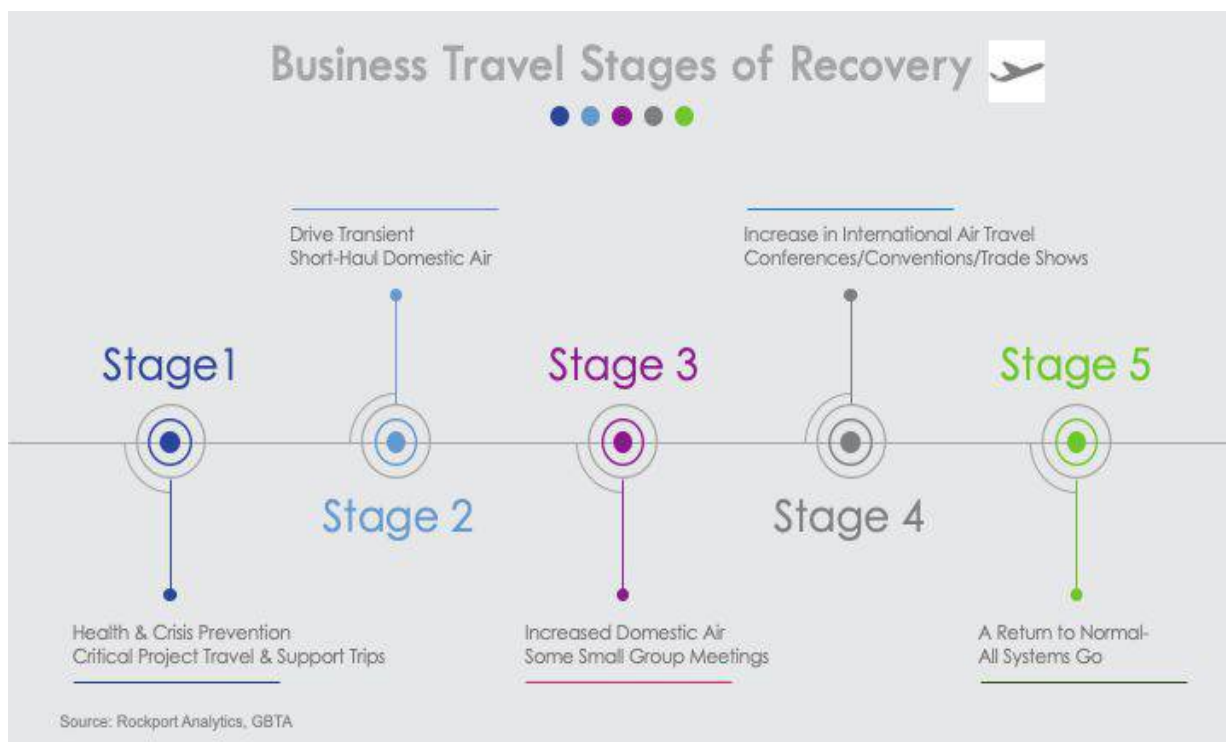 Business Travel Stages of Recovery
Drive Transient
Short-Haul Domestic Air
Increase in International Air Travel
Conferences/Conventions/Trade Shows
Stage1
Stage 3
Stage 5
Stage 2
Stage 4
Health & Crisis Prevention
Critical Project Travel & Support Trips
Increased Domestic Air
Some Small Group Meetings
A Return to Normal-
All Systems Go
Source: Rockport Analytics, GBTA